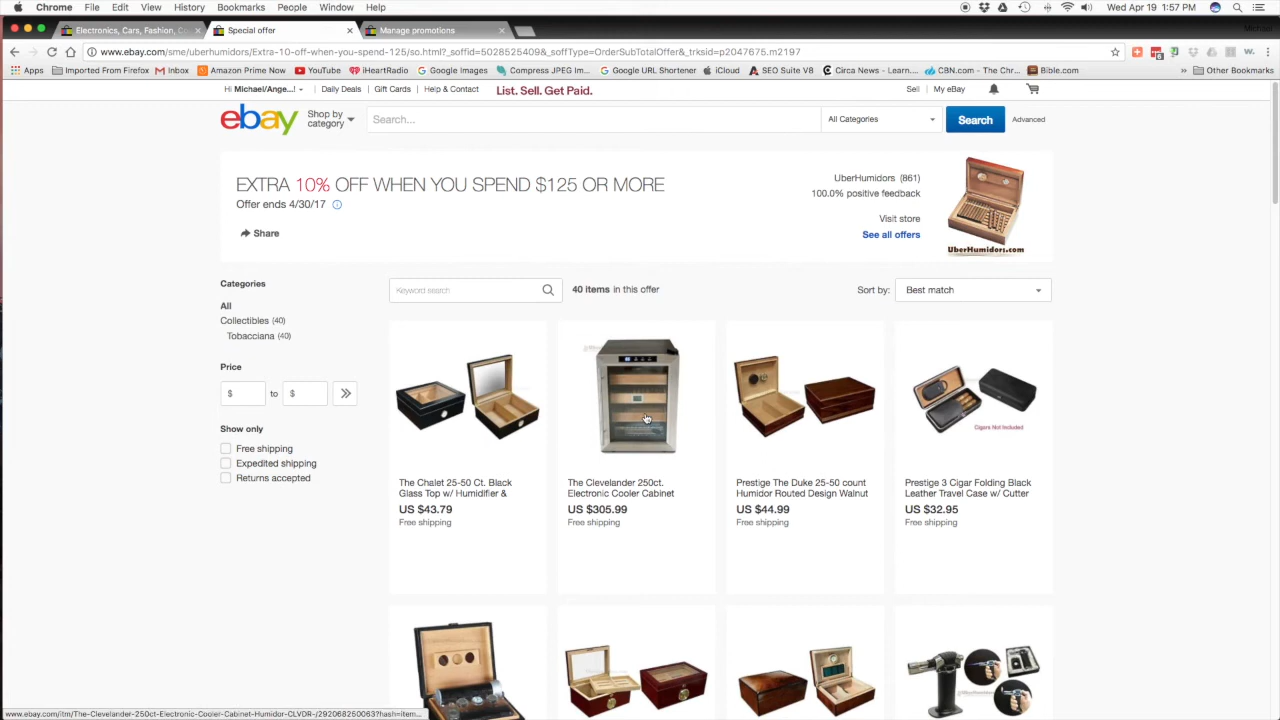 Chrome File Edit View History Bookmarks People Window Help
Wed Apr 19 1:57 PM
Electronics, Cars, Fashion, Co
Special offer
Manage promotions
Michael
www.ebay.com/sme/uberhumidors/Extra-10-off-when-you-spend-125/so.html?_soffid=5028525409&_soffType=OrderSubTotalOffer&_trksid=p2047675.m2197
Apps Imported From Firefox Inbox Amazon Prime Now YouTube iHeartRadio Google Images Compress JPEG Im... Google URL Shortener iCloud SEO Suite V8 Circa News - Learn.... CBN.com - The Chr... Bible.com » Other Bookmarks
Hi Michael/Ange...! Daily Deals Gift Cards Help & Contact List. Sell. Get Paid. Sell My eBay
ebay Shop by category Search... All Categories Search Advanced
EXTRA 10% OFF WHEN YOU SPEND $125 OR MORE
Offer ends 4/30/17
Share
UberHumidors (861)
100.0% positive feedback
Visit store
See all offers
UberHumidors.com
Categories
All
Collectibles (40)
Tobacciana (40)
Price
$ to $
Show only
Free shipping
Expedited shipping
Returns accepted
Keyword search
40 items in this offer
Sort by: Best match
The Chalet 25-50 Ct. Black
Glass Top w/ Humidifier &
US $43.79
Free shipping
The Clevelander 250ct.
Electronic Cooler Cabinet
US $305.99
Free shipping
Prestige The Duke 25-50 count
Humidor Routed Design Walnut
US $44.99
Free shipping
Cigars Not Included
Prestige 3 Cigar Folding Black
Leather Travel Case w/ Cutter
US $32.95
Free shipping
www.ebay.com/itm/The-Clevelander-250ct-Electronic-Cooler-Cabinet-Humidor-CLVDR-/292068250063?hash=item...